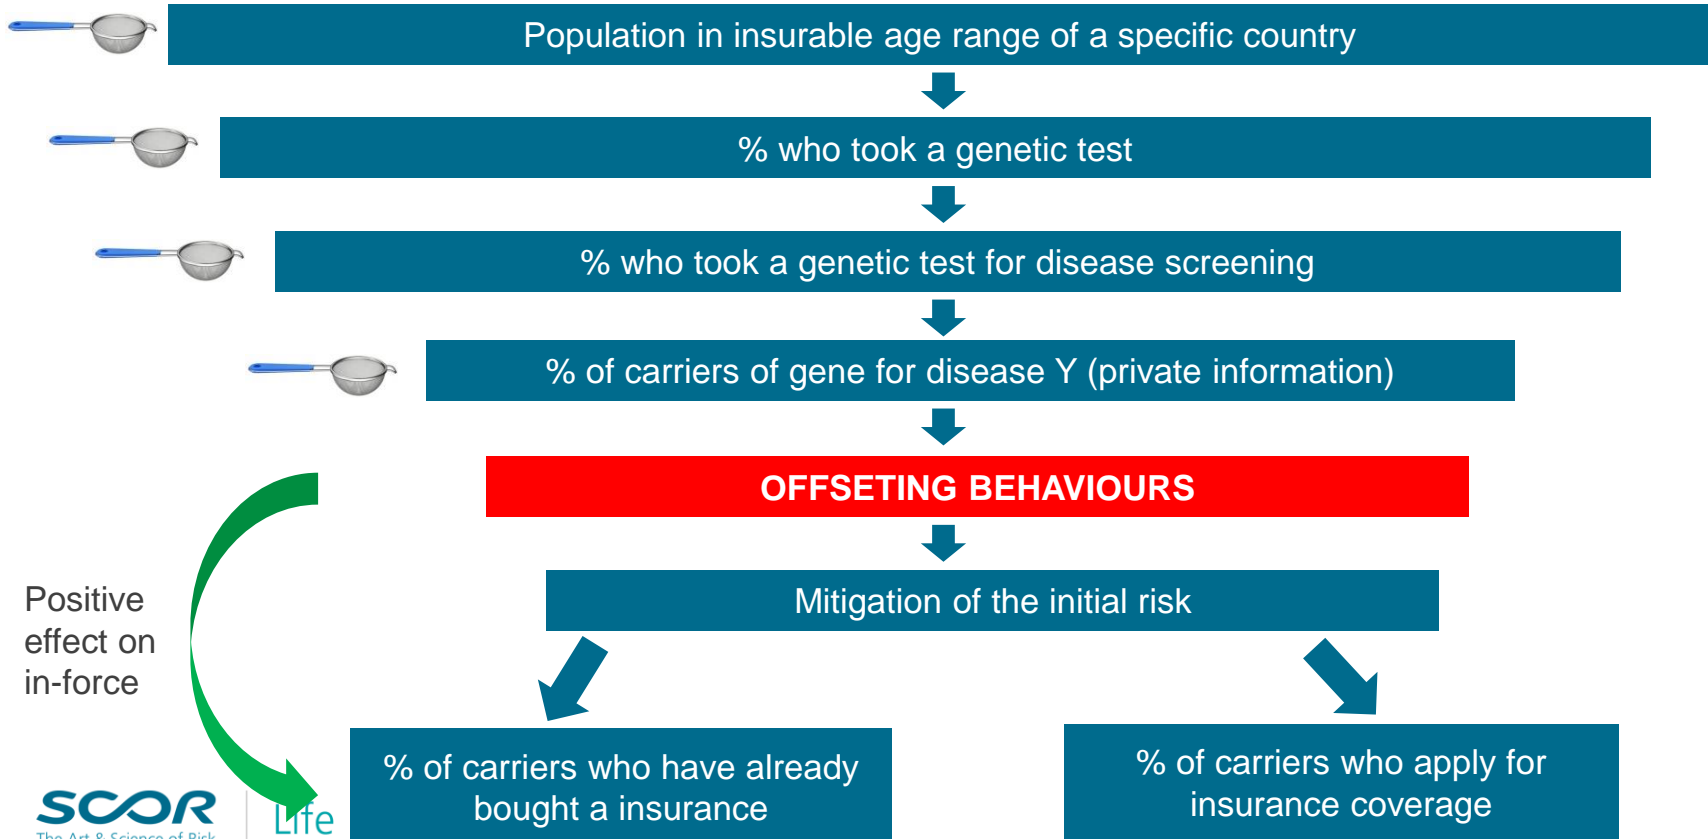 Population in insurable age range of a specific country
% who took a genetic test
% who took a genetic test for disease screening
% of carriers of gene for disease Y (private information)
OFFSETING BEHAVIOURS
Mitigation of the initial risk
Positive
effect on
in-force
% of carriers who have already
bought a insurance
% of carriers who apply for
insurance coverage
SCOR
The Art & Science of Risk
Life